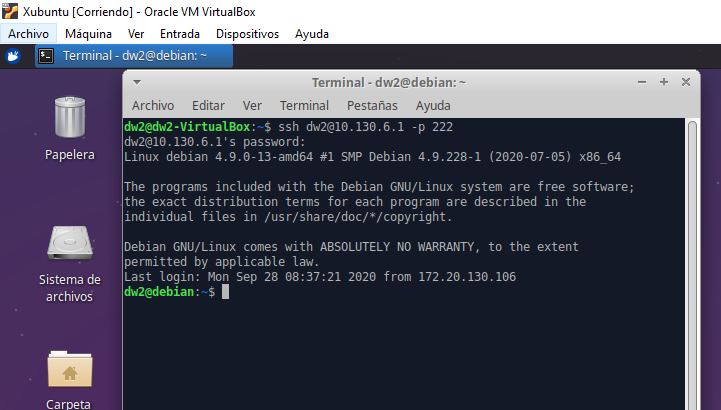 Xubuntu [Corriendo] - Oracle VM VirtualBox
Archivo Máquina Ver Entrada Dispositivos Ayuda
Terminal - dw2@debian: ~
Terminal - dw2@debian: ~
Archivo Editar Ver Terminal Pestañas Ayuda
Papelera
Sistema de
archivos
Carpeta
dw2@dw2-VirtualBox:~$ ssh dw2@10.130.6.1 -p 222
dw2@10.130.6.1's password:
Linux debian 4.9.0-13-amd64 #1 SMP Debian 4.9.228-1 (2020-07-05) x86_64
The programs included with the Debian GNU/Linux system are free software;
the exact distribution terms for each program are described in the
individual files in /usr/share/doc/*/copyright.
Debian GNU/Linux comes with ABSOLUTELY NO WARRANTY, to the extent
permitted by applicable law.
Last login: Mon Sep 28 08:37:21 2020 from 172.20.130.106
dw2@debian:~$